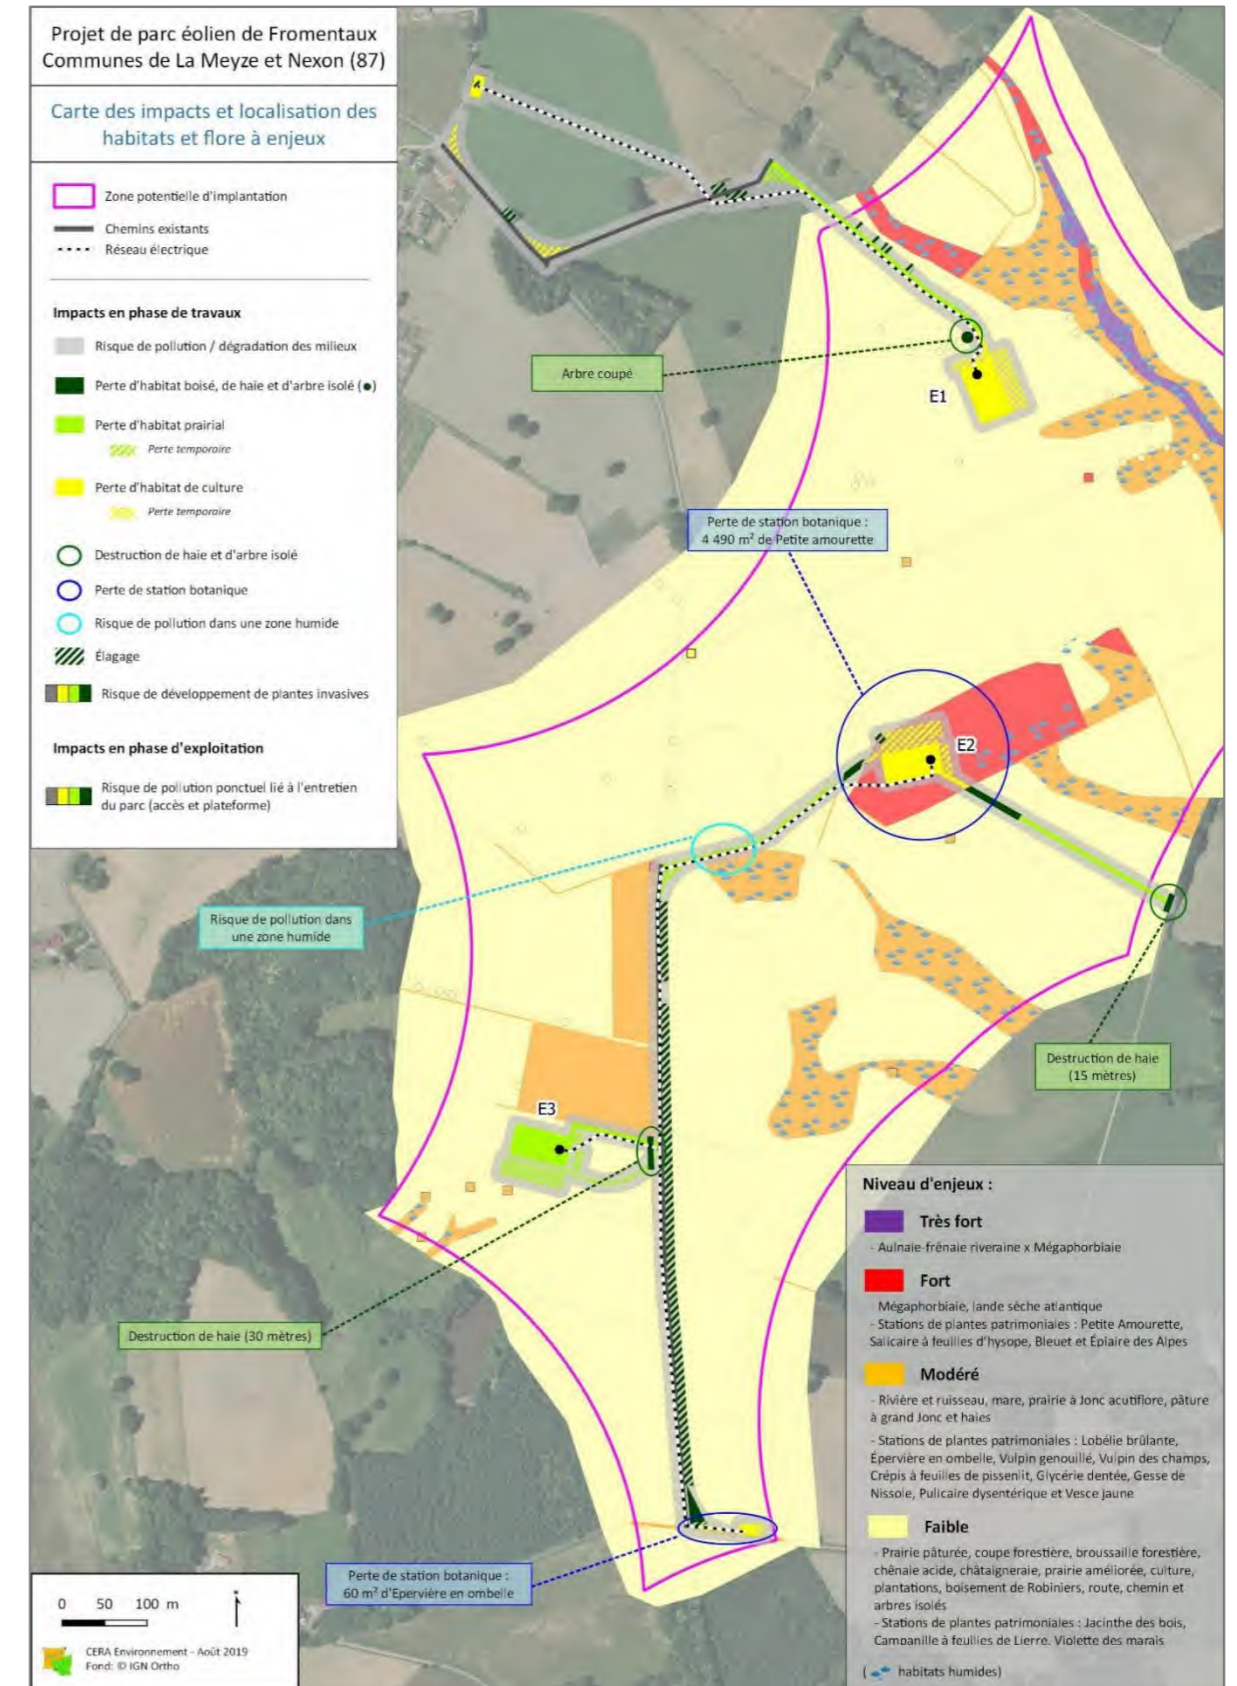 Projet de parc éolien de Fromentaux
Communes de La Meyze et Nexon (87)
Carte des impacts et localisation des
habitats et flore à enjeux
Zone potentielle d'implantation
Chemins existants
Réseau électrique
Impacts en phase de travaux
Risque de pollution / dégradation des milieux
Perte d'habitat boisé, de haie et d'arbre isolé (●)
Perte d'habitat prairial
Perte temporaire
Perte d'habitat de culture
Perte temporaire
Destruction de haie et d'arbre isolé
Perte de station botanique
Risque de pollution dans une zone humide
Élagage
Risque de développement de plantes invasives
Impacts en phase d'exploitation
Risque de pollution ponctuel lié à l'entretien
du parc (accès et plateforme)
Arbre coupé
E1
Perte de station botanique :
4 490 m² de Petite amourette
E2
Risque de pollution dans
une zone humide
Destruction de haie
(15 mètres)
E3
Destruction de haie (30 mètres)
Perte de station botanique :
60 m² d'Epervière en ombelle
Niveau d'enjeux :
Très fort
- Aulnaie-frênaie riveraine x Mégaphorbiaie
Fort
Mégaphorbiaie, lande sèche atlantique
- Stations de plantes patrimoniales : Petite Amourette,
Salicaire à feuilles d'hysope, Bleuet et Épiaire des Alpes
Modéré
- Rivière et ruisseau, mare, prairie à Jonc acutiflore, pâture
à grand Jonc et haies
- Stations de plantes patrimoniales : Lobélie brûlante,
Épervière en ombelle, Vulpin genouillé, Vulpin des champs,
Crépis à feuilles de pissenlit, Glycérie dentée, Gesse de
Nissole, Pulicaire dysentérique et Vesce jaune
Faible
- Prairie pâturée, coupe forestière, broussaille forestière,
chênaie acide, châtaigneraie, prairie améliorée, culture,
plantations, boisement de Robiniers, route, chemin et
arbres isolés
- Stations de plantes patrimoniales : Jacinthe des bois,
Campanille à feuilles de Lierre, Violette des marais
( habitats humides)
0 50 100 m
CERA Environnement - Août 2019
Fond: © IGN Ortho